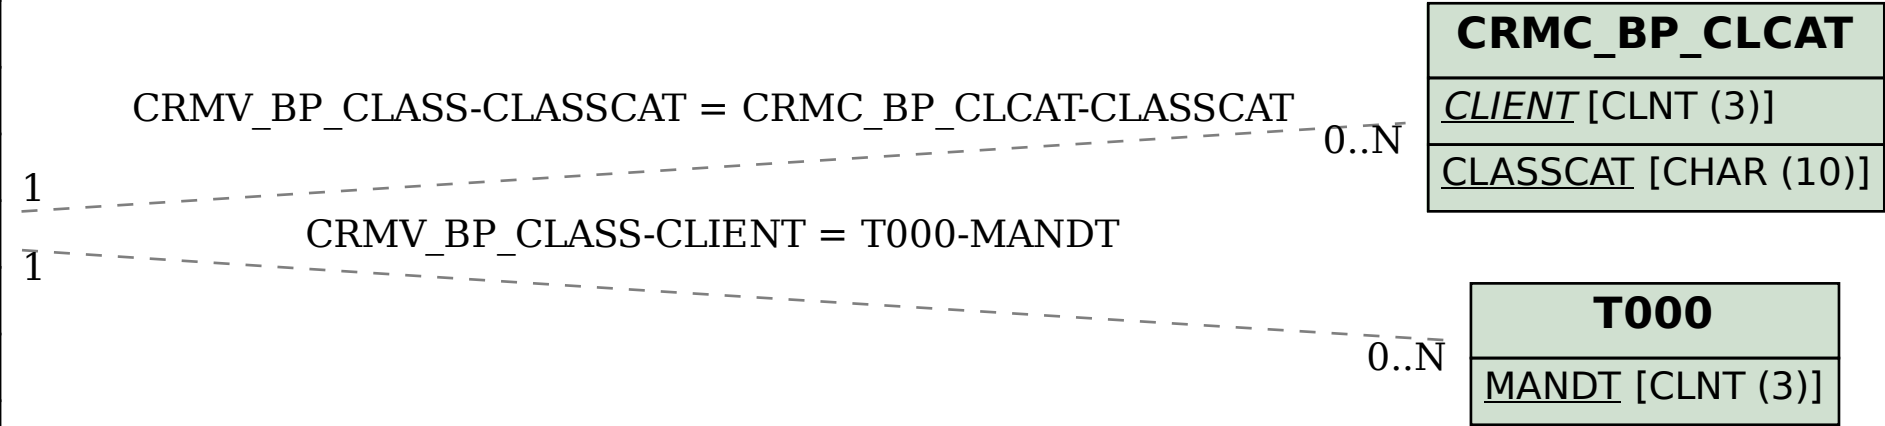 CRMC_BP_CLCAT
CLIENT [CLNT (3)]
CLASSCAT [CHAR (10)]
CRMV_BP_CLASS-CLASSCAT = CRMC_BP_CLCAT-CLASSCAT
0..N
1
CRMV_BP_CLASS-CLIENT = T000-MANDT
1
0..N
T000
MANDT [CLNT (3)]